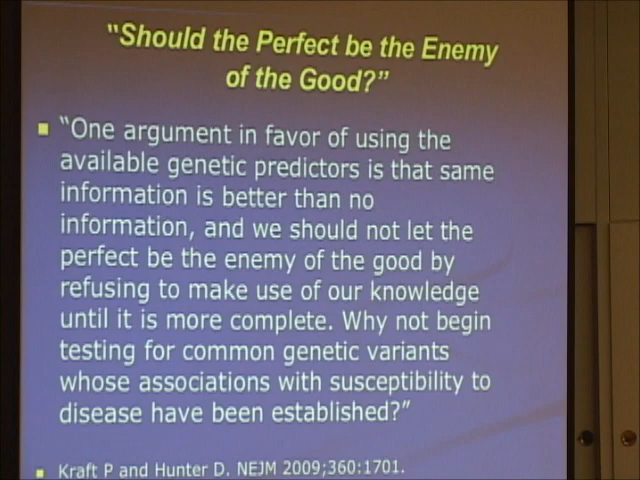 "Should the Perfect be the Enemy
of the Good?"
"One argument in favor of using the
available genetic predictors is that same
information is better than no
information, and we should not let the
perfect be the enemy of the good by
refusing to make use of our knowledge
until it is more complete. Why not begin
testing for common genetic variants
whose associations with susceptibility to
disease have been established?"
Kraft P and Hunter D. NEJM 2009;360:1701.